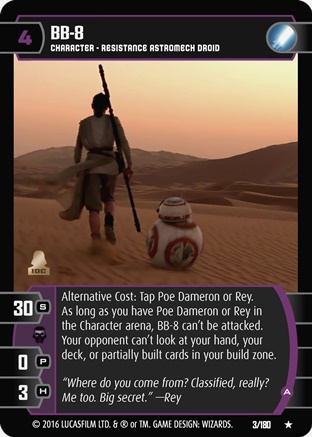 4
BB-8
CHARACTER - RESISTANCE ASTROMECH DROID
IDC
30 S
0 P
3 H
Alternative Cost: Tap Poe Dameron or Rey.
As long as you have Poe Dameron or Rey in
the Character arena, BB-8 can't be attacked.
Your opponent can't look at your hand, your
deck, or partially built cards in your build zone.
"Where do you come from? Classified, really?
Me too. Big secret." —Rey
A
© 2016 LUCASFILM LTD. & ® OR TM. GAME DESIGN: WIZARDS.
3/180